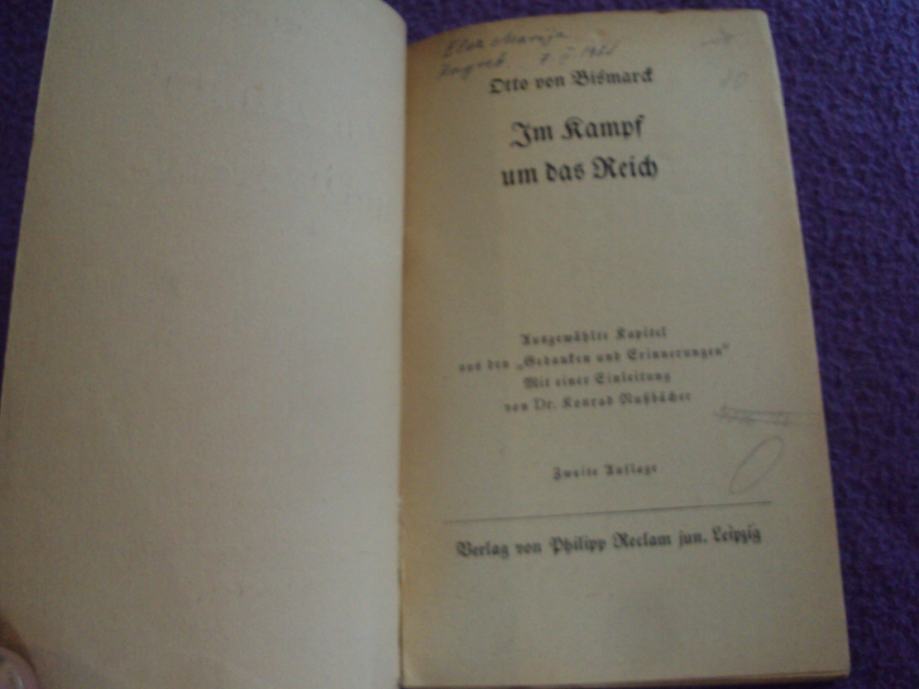 Otto von Bismarck
Im Kampf
um das Reich
Ausgewählte Kapitel
aus den „Gedanken und Erinnerungen“
Mit einer Einleitung
von Dr. Konrad Nußbächer
Zweite Auflage
Verlag von Philipp Reclam jun. Leipzig